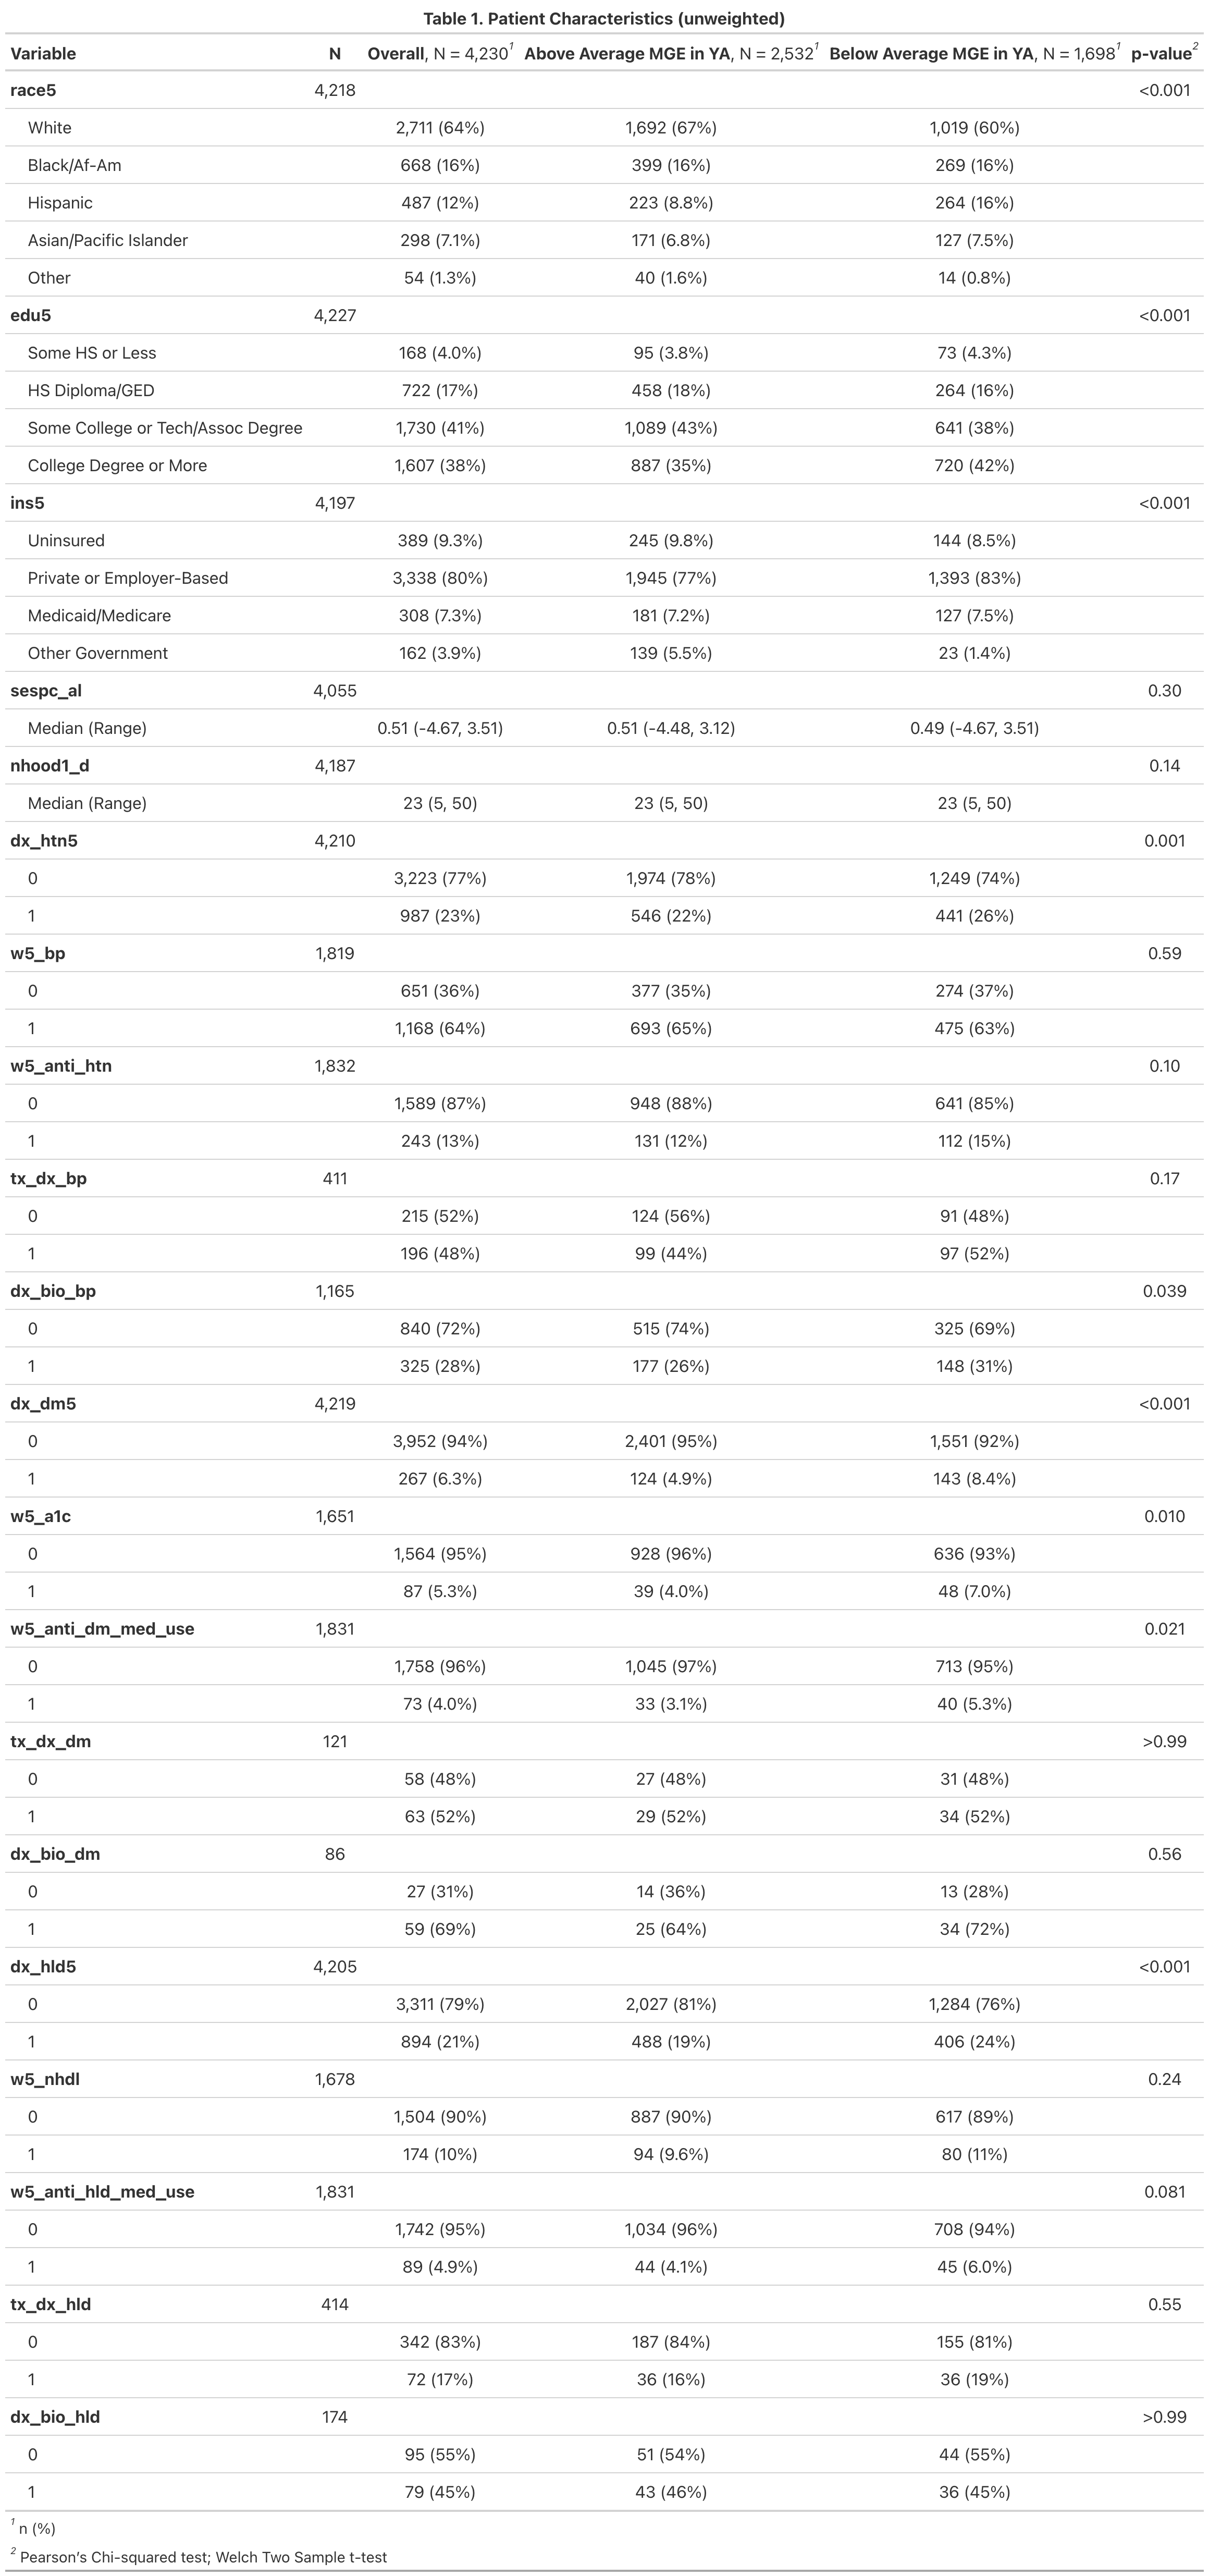 Table 1. Patient Characteristics (unweighted)
Variable N Overall, N = 4,230¹ Above Average MGE in YA, N = 2,532¹ Below Average MGE in YA, N = 1,698¹ p-value²
race5 4,218 <0.001
White 2,711 (64%) 1,692 (67%) 1,019 (60%)
Black/Af-Am 668 (16%) 399 (16%) 269 (16%)
Hispanic 487 (12%) 223 (8.8%) 264 (16%)
Asian/Pacific Islander 298 (7.1%) 171 (6.8%) 127 (7.5%)
Other 54 (1.3%) 40 (1.6%) 14 (0.8%)
edu5 4,227 <0.001
Some HS or Less 168 (4.0%) 95 (3.8%) 73 (4.3%)
HS Diploma/GED 722 (17%) 458 (18%) 264 (16%)
Some College or Tech/Assoc Degree 1,730 (41%) 1,089 (43%) 641 (38%)
College Degree or More 1,607 (38%) 887 (35%) 720 (42%)
ins5 4,197 <0.001
Uninsured 389 (9.3%) 245 (9.8%) 144 (8.5%)
Private or Employer-Based 3,338 (80%) 1,945 (77%) 1,393 (83%)
Medicaid/Medicare 308 (7.3%) 181 (7.2%) 127 (7.5%)
Other Government 162 (3.9%) 139 (5.5%) 23 (1.4%)
sespc_al 4,055 0.30
Median (Range) 0.51 (-4.67, 3.51) 0.51 (-4.48, 3.12) 0.49 (-4.67, 3.51)
nhood1_d 4,187 0.14
Median (Range) 23 (5, 50) 23 (5, 50) 23 (5, 50)
dx_htn5 4,210 0.001
0 3,223 (77%) 1,974 (78%) 1,249 (74%)
1 987 (23%) 546 (22%) 441 (26%)
w5_bp 1,819 0.59
0 651 (36%) 377 (35%) 274 (37%)
1 1,168 (64%) 693 (65%) 475 (63%)
w5_anti_htn 1,832 0.10
0 1,589 (87%) 948 (88%) 641 (85%)
1 243 (13%) 131 (12%) 112 (15%)
tx_dx_bp 411 0.17
0 215 (52%) 124 (56%) 91 (48%)
1 196 (48%) 99 (44%) 97 (52%)
dx_bio_bp 1,165 0.039
0 840 (72%) 515 (74%) 325 (69%)
1 325 (28%) 177 (26%) 148 (31%)
dx_dm5 4,219 <0.001
0 3,952 (94%) 2,401 (95%) 1,551 (92%)
1 267 (6.3%) 124 (4.9%) 143 (8.4%)
w5_a1c 1,651 0.010
0 1,564 (95%) 928 (96%) 636 (93%)
1 87 (5.3%) 39 (4.0%) 48 (7.0%)
w5_anti_dm_med_use 1,831 0.021
0 1,758 (96%) 1,045 (97%) 713 (95%)
1 73 (4.0%) 33 (3.1%) 40 (5.3%)
tx_dx_dm 121 >0.99
0 58 (48%) 27 (48%) 31 (48%)
1 63 (52%) 29 (52%) 34 (52%)
dx_bio_dm 86 0.56
0 27 (31%) 14 (36%) 13 (28%)
1 59 (69%) 25 (64%) 34 (72%)
dx_hld5 4,205 <0.001
0 3,311 (79%) 2,027 (81%) 1,284 (76%)
1 894 (21%) 488 (19%) 406 (24%)
w5_nhdl 1,678 0.24
0 1,504 (90%) 887 (90%) 617 (89%)
1 174 (10%) 94 (9.6%) 80 (11%)
w5_anti_hld_med_use 1,831 0.081
0 1,742 (95%) 1,034 (96%) 708 (94%)
1 89 (4.9%) 44 (4.1%) 45 (6.0%)
tx_dx_hld 414 0.55
0 342 (83%) 187 (84%) 155 (81%)
1 72 (17%) 36 (16%) 36 (19%)
dx_bio_hld 174 >0.99
0 95 (55%) 51 (54%) 44 (55%)
1 79 (45%) 43 (46%) 36 (45%)
¹ n (%)
² Pearson’s Chi-squared test; Welch Two Sample t-test